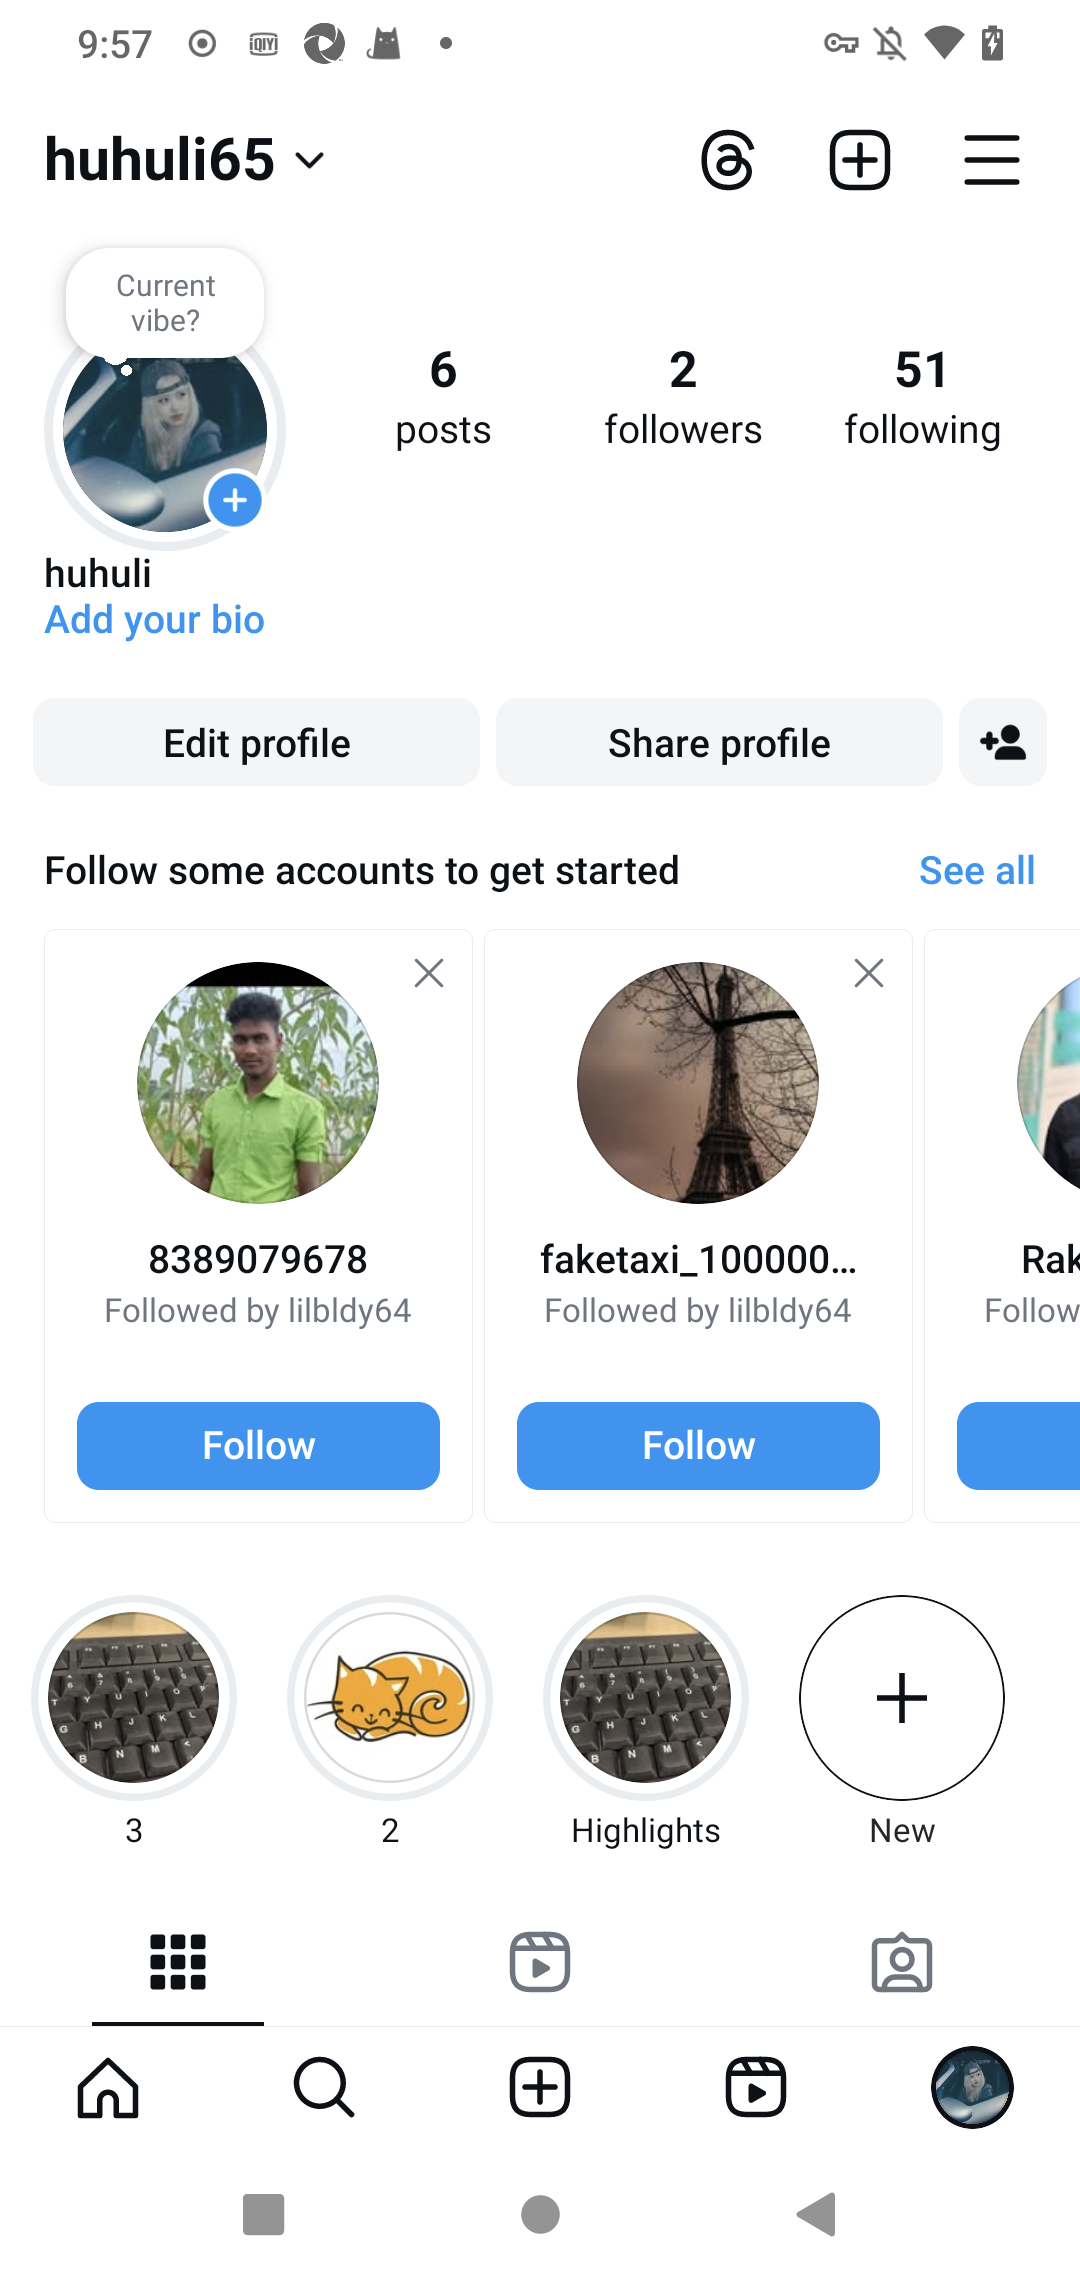 9:57
iQIYI
huhuli65
Current
vibe?
6
posts
2
followers
51
following
huhuli
Add your bio
Edit profile
Share profile
Follow some accounts to get started
See all
8389079678
Followed by lilbldy64
Follow
faketaxi_100000...
Followed by lilbldy64
Follow
Rak
Follow
3
2
Highlights
New